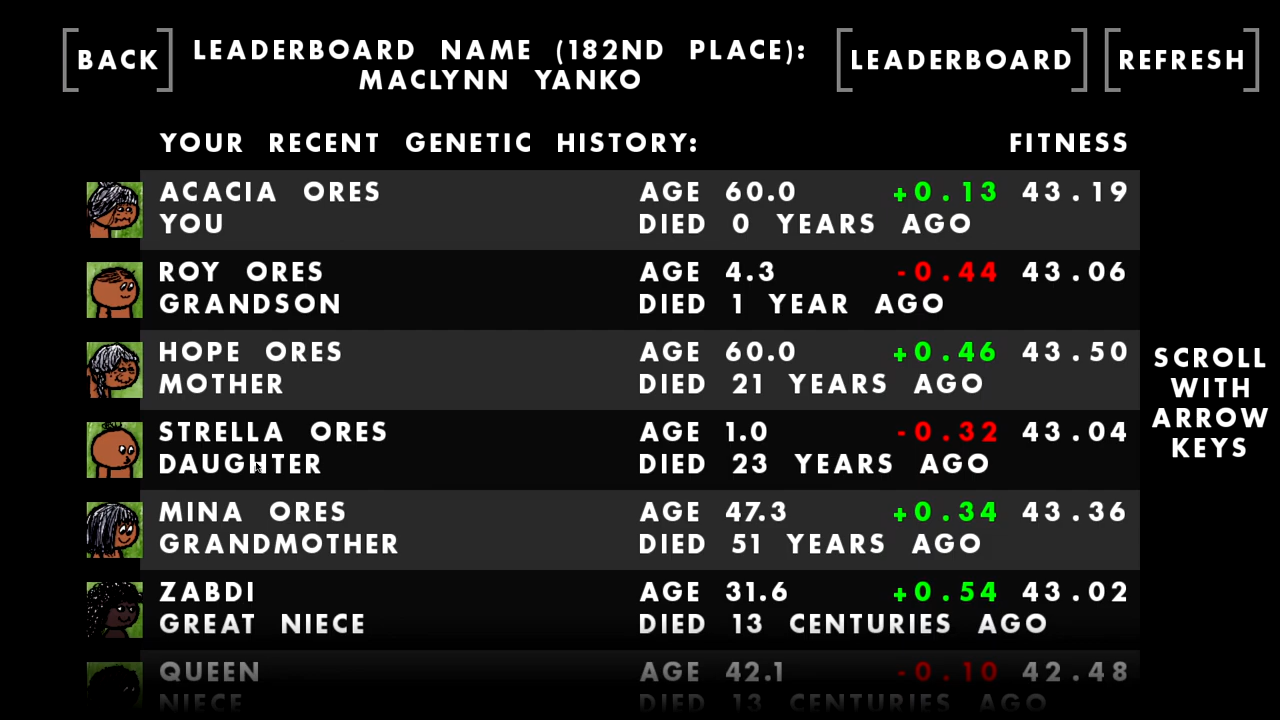 BACK
LEADERBOARD NAME (182ND PLACE):
MACLYNN YANKO
LEADERBOARD
REFRESH
YOUR RECENT GENETIC HISTORY: FITNESS
ACACIA ORES AGE 60.0 +0.13 43.19
YOU DIED 0 YEARS AGO
ROY ORES AGE 4.3 -0.44 43.06
GRANDSON DIED 1 YEAR AGO
HOPE ORES AGE 60.0 +0.46 43.50
MOTHER DIED 21 YEARS AGO
STRELLA ORES AGE 1.0 -0.32 43.04
DAUGHTER DIED 23 YEARS AGO
MINA ORES AGE 47.3 +0.34 43.36
GRANDMOTHER DIED 51 YEARS AGO
ZABDI AGE 31.6 +0.54 43.02
GREAT NIECE DIED 13 CENTURIES AGO
QUEEN AGE 42.1 -0.10 42.48
NIECE DIED 13 CENTURIES AGO
SCROLL
WITH
ARROW
KEYS